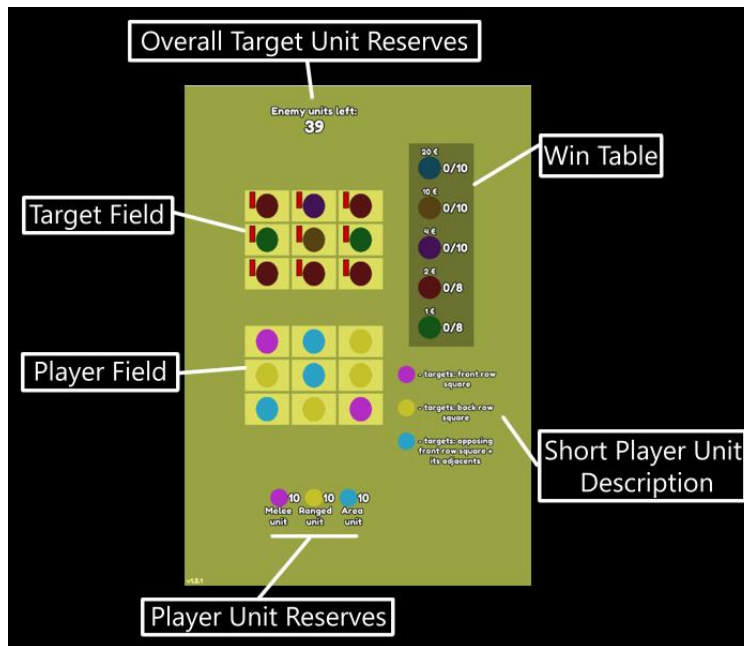 Overall Target Unit Reserves
Enemy units left:
39
Target Field
Win Table
20 €
0/10
10 €
0/10
4 €
0/10
2 €
0/8
1 €
0/8
Player Field
- targets: front row
square
- targets: back row
square
- targets: opposing
front row square +
its adjacents
Short Player Unit
Description
10 10 10
Melee Ranged Area
unit unit unit
v1.0.1
Player Unit Reserves